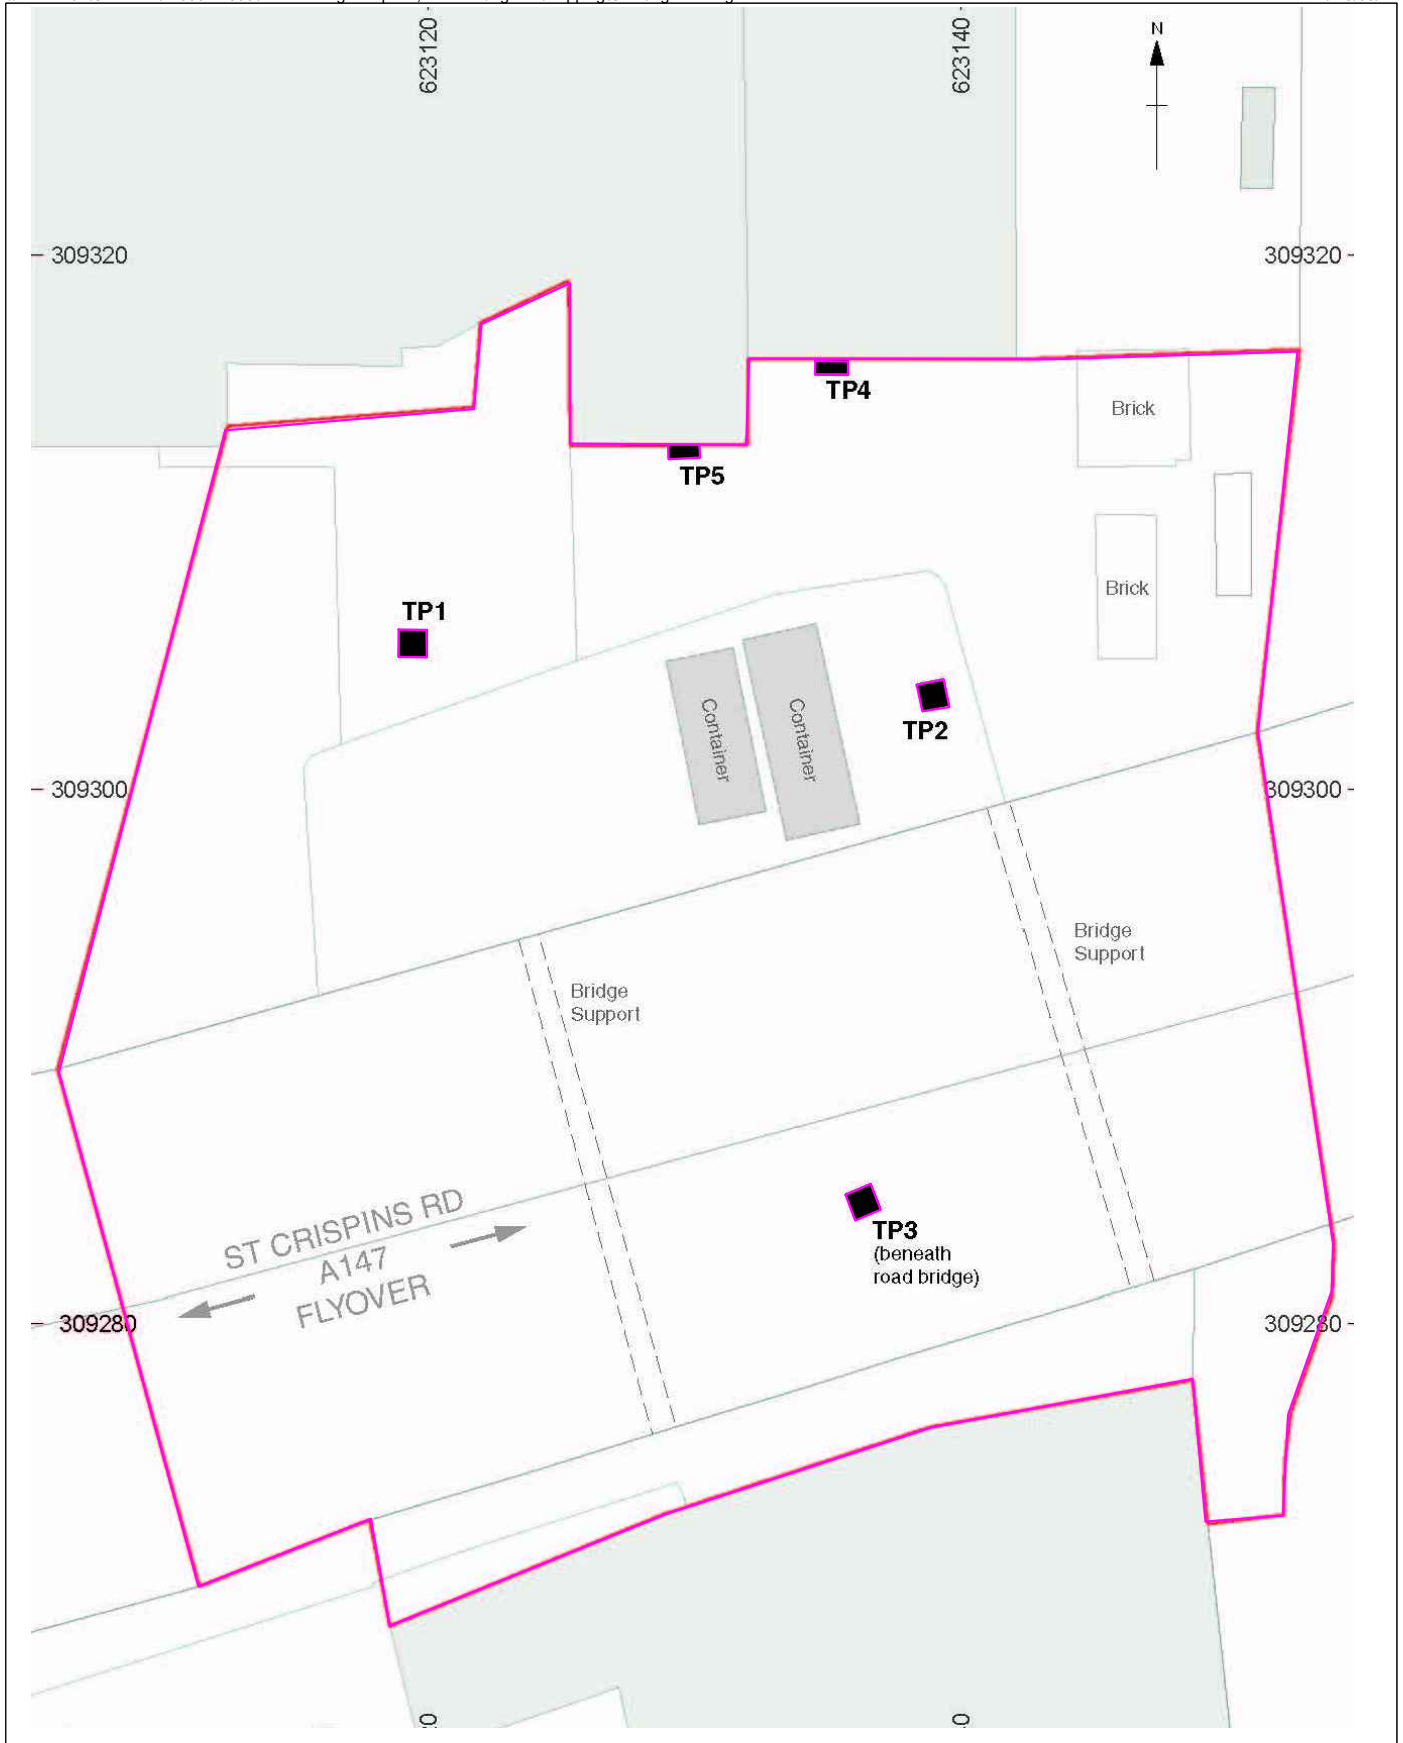 623120
623140
N
309320
309320
TP4
Brick
TP5
Brick
TP1
Container
Container
TP2
309300
309300
Bridge
Support
Bridge
Support
ST CRISPINS RD
A147
FLYOVER
TP3
(beneath
road bridge)
309280
309280